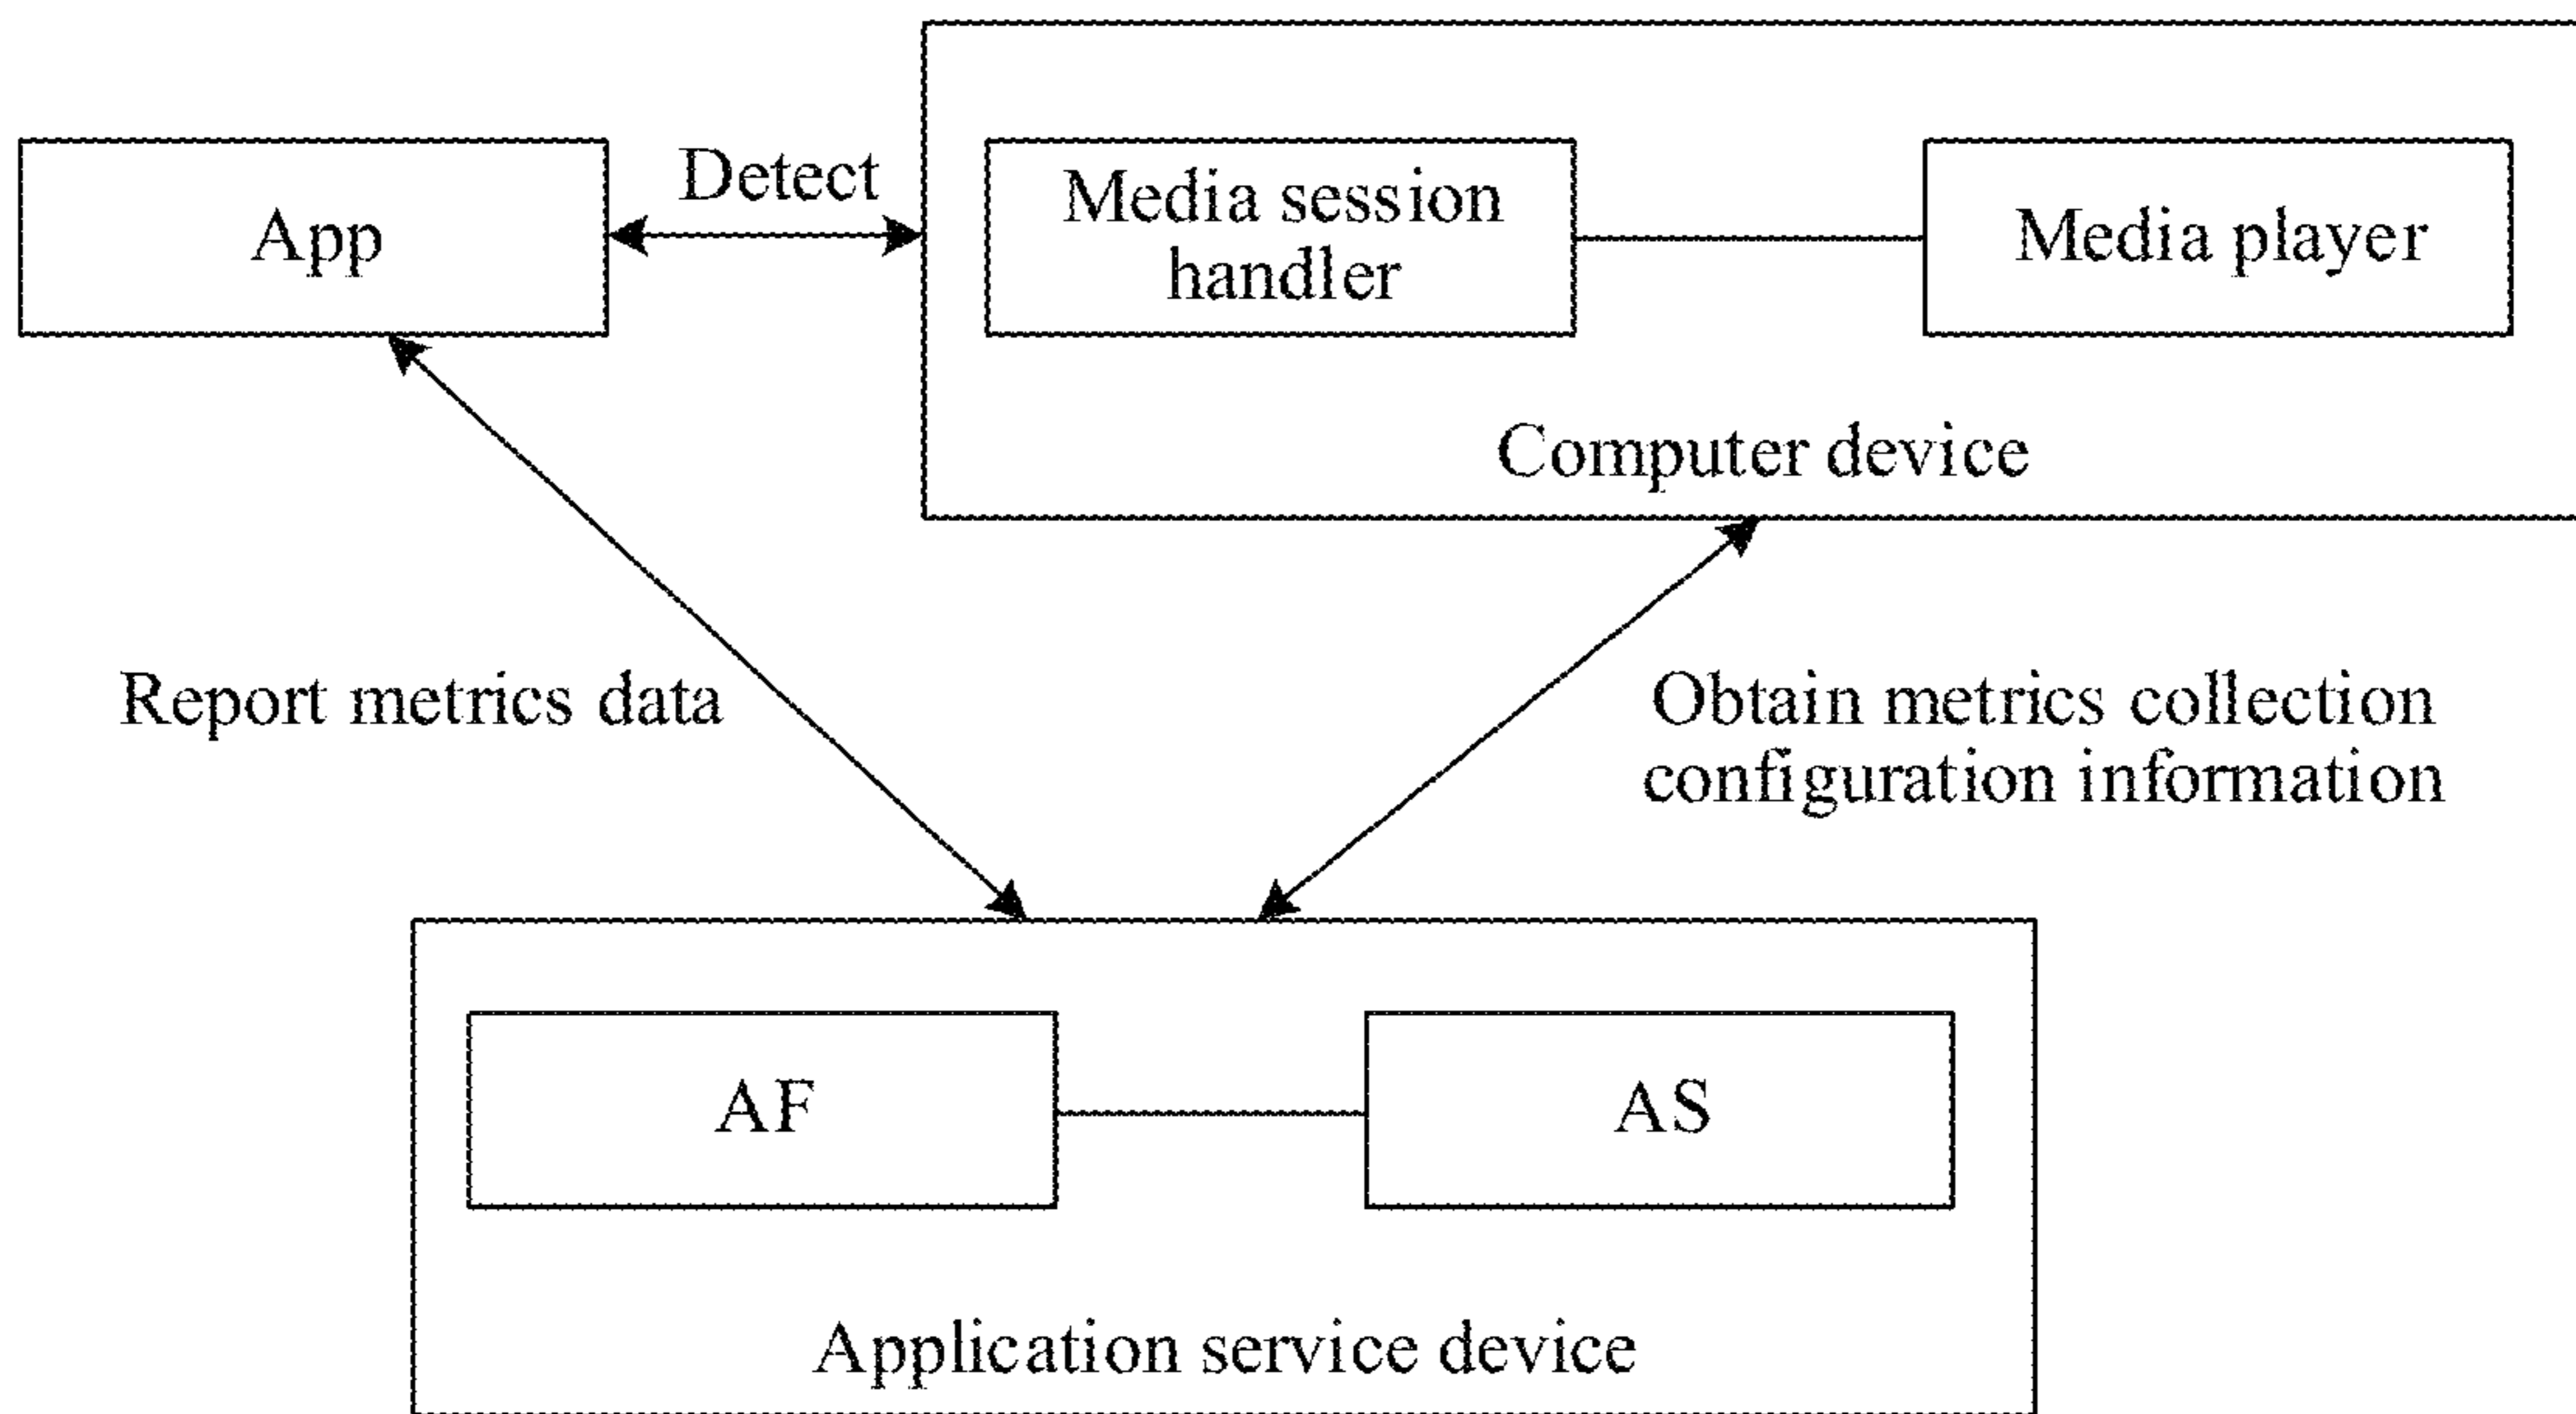 App
Detect
Media session
handler
Media player
Computer device
Report metrics data
Obtain metrics collection
configuration information
AF
AS
Application service device